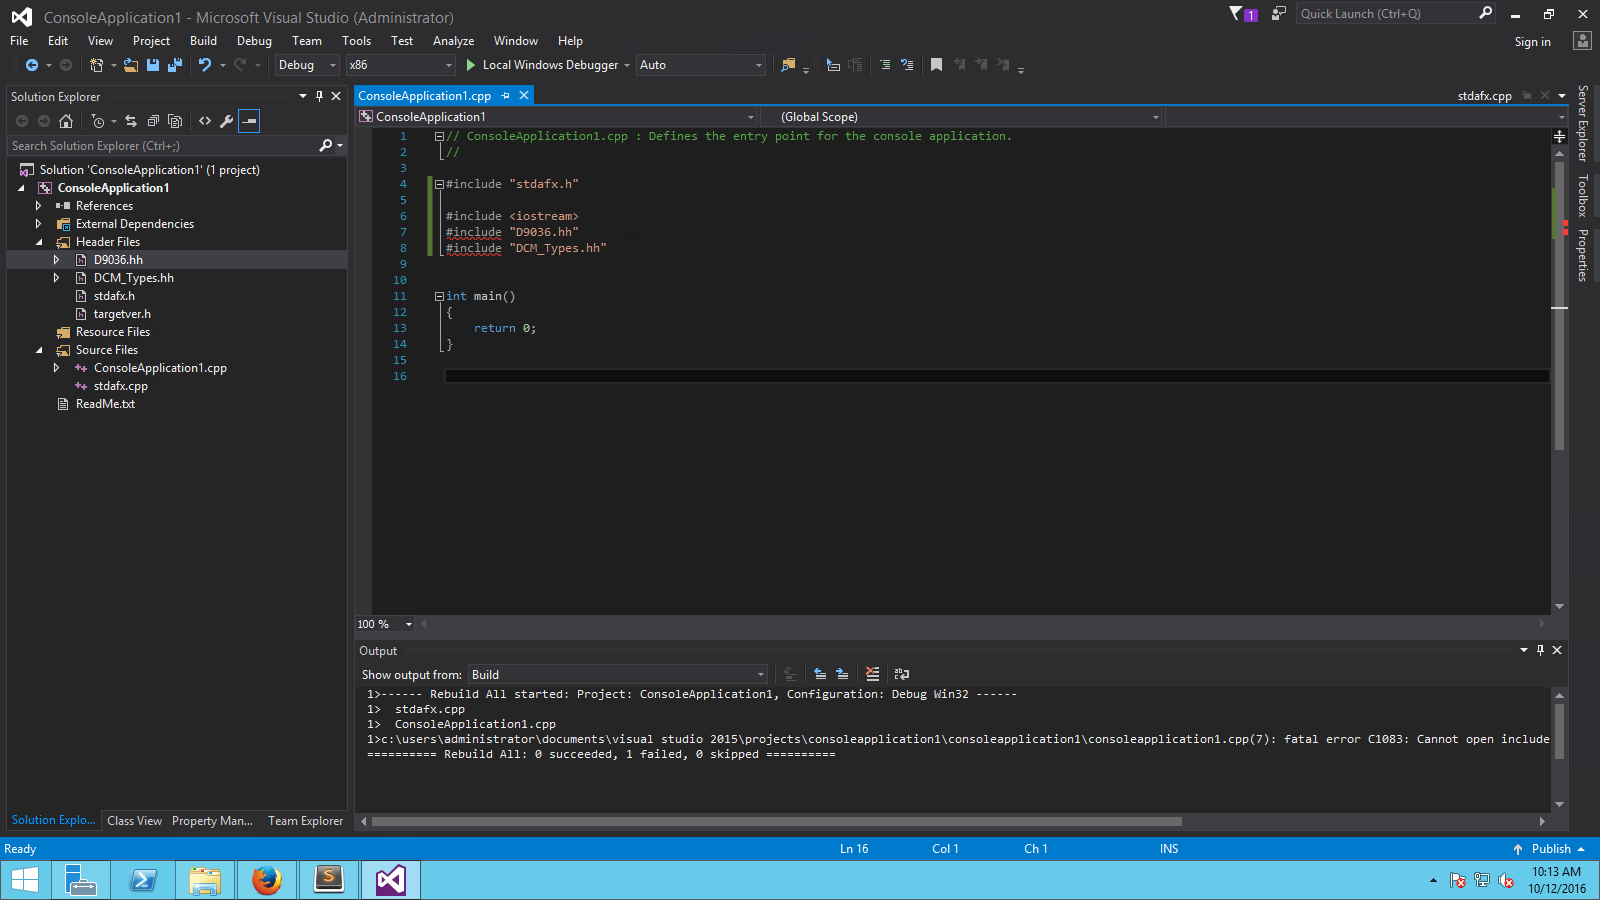 ConsoleApplication1 - Microsoft Visual Studio (Administrator)
1
Quick Launch (Ctrl+Q)
File Edit View Project Build Debug Team Tools Test Analyze Window Help
Sign in
Debug x86 Local Windows Debugger Auto
Solution Explorer
Search Solution Explorer (Ctrl+;)
Solution 'ConsoleApplication1' (1 project)
ConsoleApplication1
References
External Dependencies
Header Files
D9036.hh
DCM_Types.hh
stdafx.h
targetver.h
Resource Files
Source Files
ConsoleApplication1.cpp
stdafx.cpp
ReadMe.txt
Solution Explo... Class View Property Man... Team Explorer
ConsoleApplication1.cpp
stdafx.cpp
ConsoleApplication1 (Global Scope)
1 // ConsoleApplication1.cpp : Defines the entry point for the console application.
2 //
3
4 #include "stdafx.h"
5
6 #include <iostream>
7 #include "D9036.hh"
8 #include "DCM_Types.hh"
9
10
11 int main()
12 {
13 return 0;
14 }
15
16
100 %
Server Explorer
Toolbox
Properties
Output
Show output from: Build
1>------ Rebuild All started: Project: ConsoleApplication1, Configuration: Debug Win32 ------
1> stdafx.cpp
1> ConsoleApplication1.cpp
1>c:\users\administrator\documents\visual studio 2015\projects\consoleapplication1\consoleapplication1\consoleapplication1.cpp(7): fatal error C1083: Cannot open include
========== Rebuild All: 0 succeeded, 1 failed, 0 skipped ==========
Ready Ln 16 Col 1 Ch 1 INS Publish
10:13 AM
10/12/2016